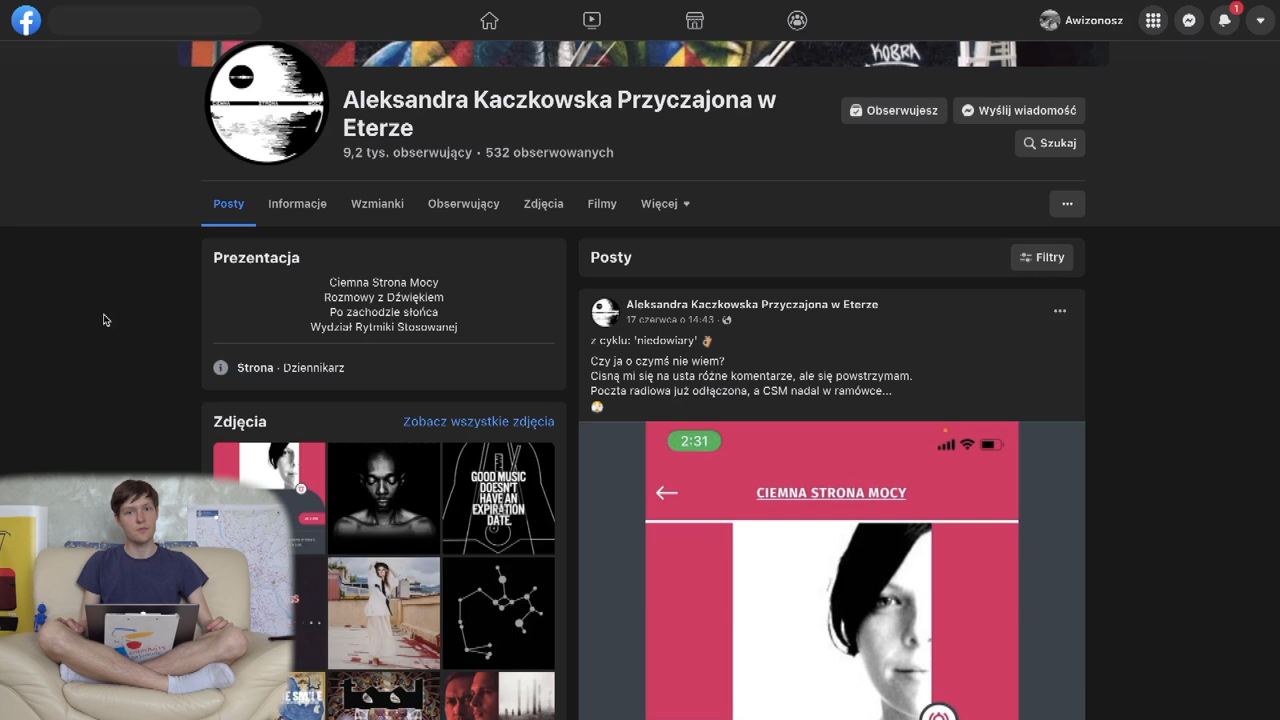 Awizonosz
1
KOBRA
CIEMNA STRONA MOCY
Aleksandra Kaczkowska Przyczajona w
Eterze
9,2 tys. obserwujący · 532 obserwowanych
Obserwujesz
Wyślij wiadomość
Szukaj
Posty
Informacje
Wzmianki
Obserwujący
Zdjęcia
Filmy
Więcej
Prezentacja
Ciemna Strona Mocy
Rozmowy z Dźwiękiem
Po zachodzie słońca
Wydział Rytmiki Stosowanej
Strona · Dziennikarz
Zdjęcia
Zobacz wszystkie zdjęcia
GOOD MUSIC
DOESN'T
HAVE AN
EXPIRATION
DATE.
Posty
Filtry
Aleksandra Kaczkowska Przyczajona w Eterze
17 czerwca o 14:43 ·
z cyklu: 'niedowiary'
Czy ja o czymś nie wiem?
Cisną mi się na usta różne komentarze, ale się powstrzymam.
Poczta radiowa już odłączona, a CSM nadal w ramówce...
2:31
CIEMNA STRONA MOCY